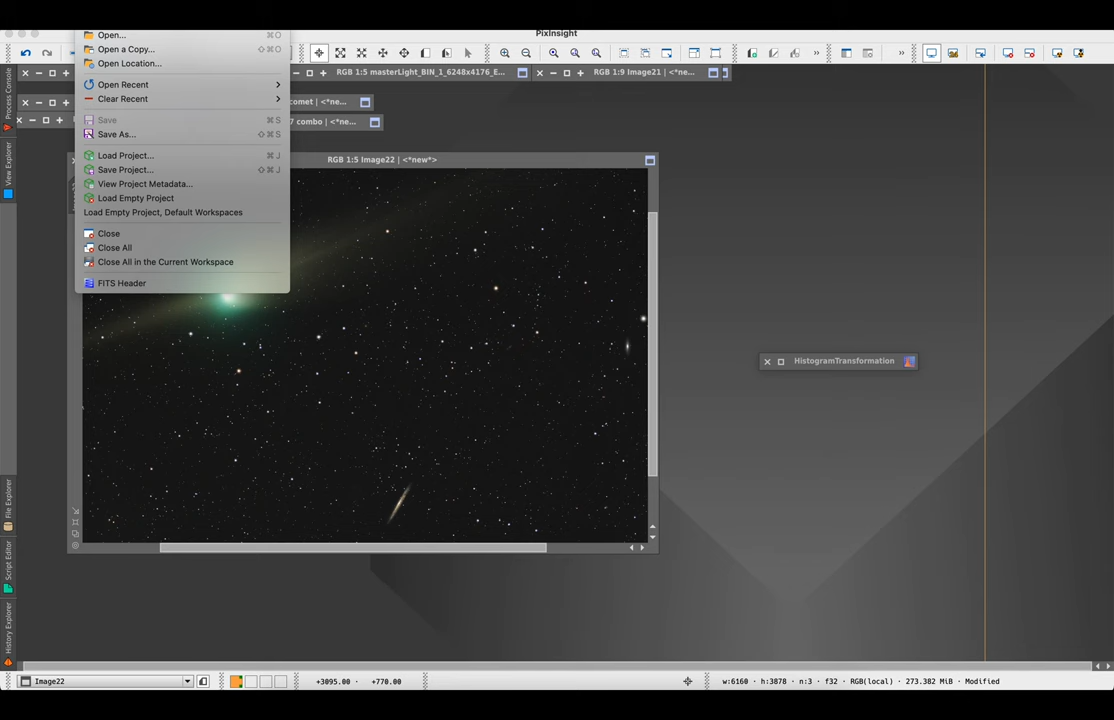 PixInsight
Open... ⌘O
Open a Copy... ⇧⌘O
Open Location...
Open Recent
Clear Recent
Save ⌘S
Save As... ⇧⌘S
Load Project... ⌘J
Save Project... ⇧⌘J
View Project Metadata...
Load Empty Project
Load Empty Project, Default Workspaces
Close
Close All
Close All in the Current Workspace
FITS Header
RGB 1:5 masterLight_BIN_1_6248x4176_E...
RGB 1:9 Image21 | <*ne...
comet | <*ne...
7 combo | <*ne...
RGB 1:5 Image22 | <*new*>
HistogramTransformation
Process Console
View Explorer
File Explorer
Script Editor
History Explorer
Image22
+3095.00 · +770.00
w:6160 · h:3878 · n:3 · f32 · RGB(local) · 273.382 MiB · Modified